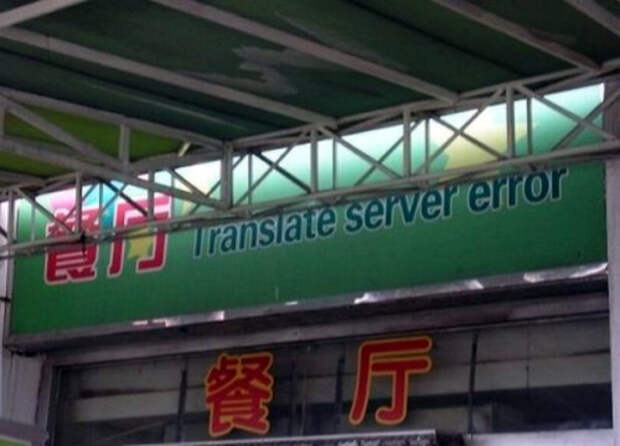 餐厅 Translate server error
餐厅